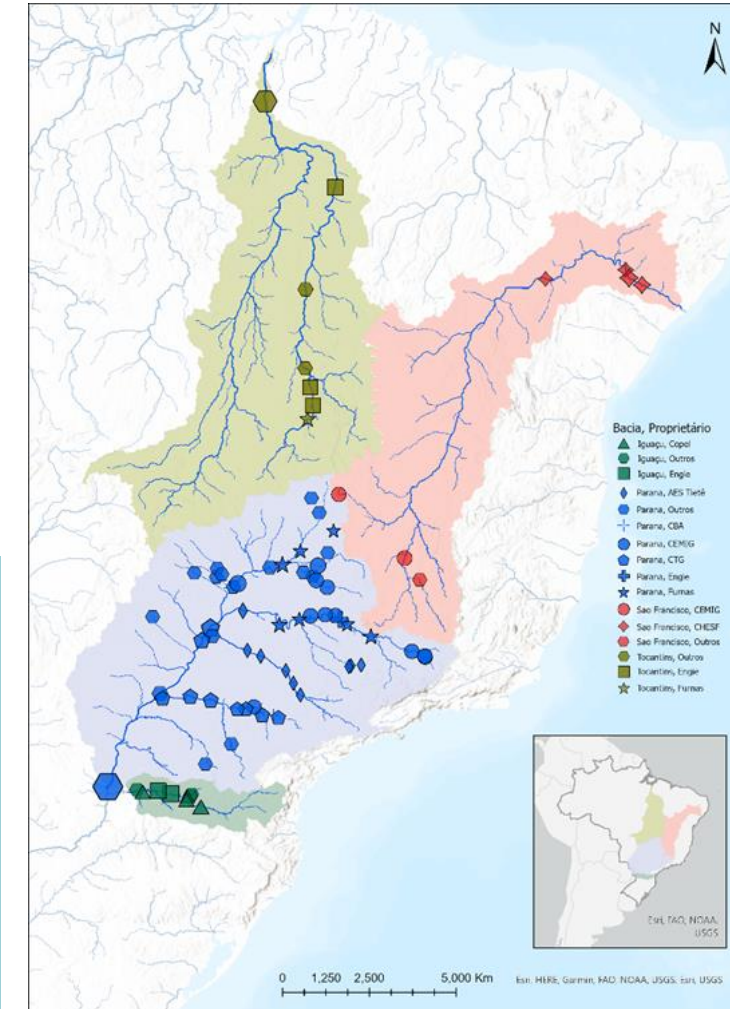 N
Bacia, Proprietário
Iguaçu, Copel
Iguaçu, Outros
Iguaçu, Engie
Parana, AES Tietê
Parana, Outros
Parana, CBA
Parana, CEMIG
Parana, CTG
Parana, Engie
Parana, Furnas
Sao Francisco, CEMIG
Sao Francisco, CHESF
Sao Francisco, Outros
Tocantins, Outros
Tocantins, Engie
Tocantins, Furnas
Esri, FAO, NOAA,
USGS
0 1,250 2,500 5,000 Km
Esri, HERE, Garmin, FAO, NOAA, USGS, Esri, USGS